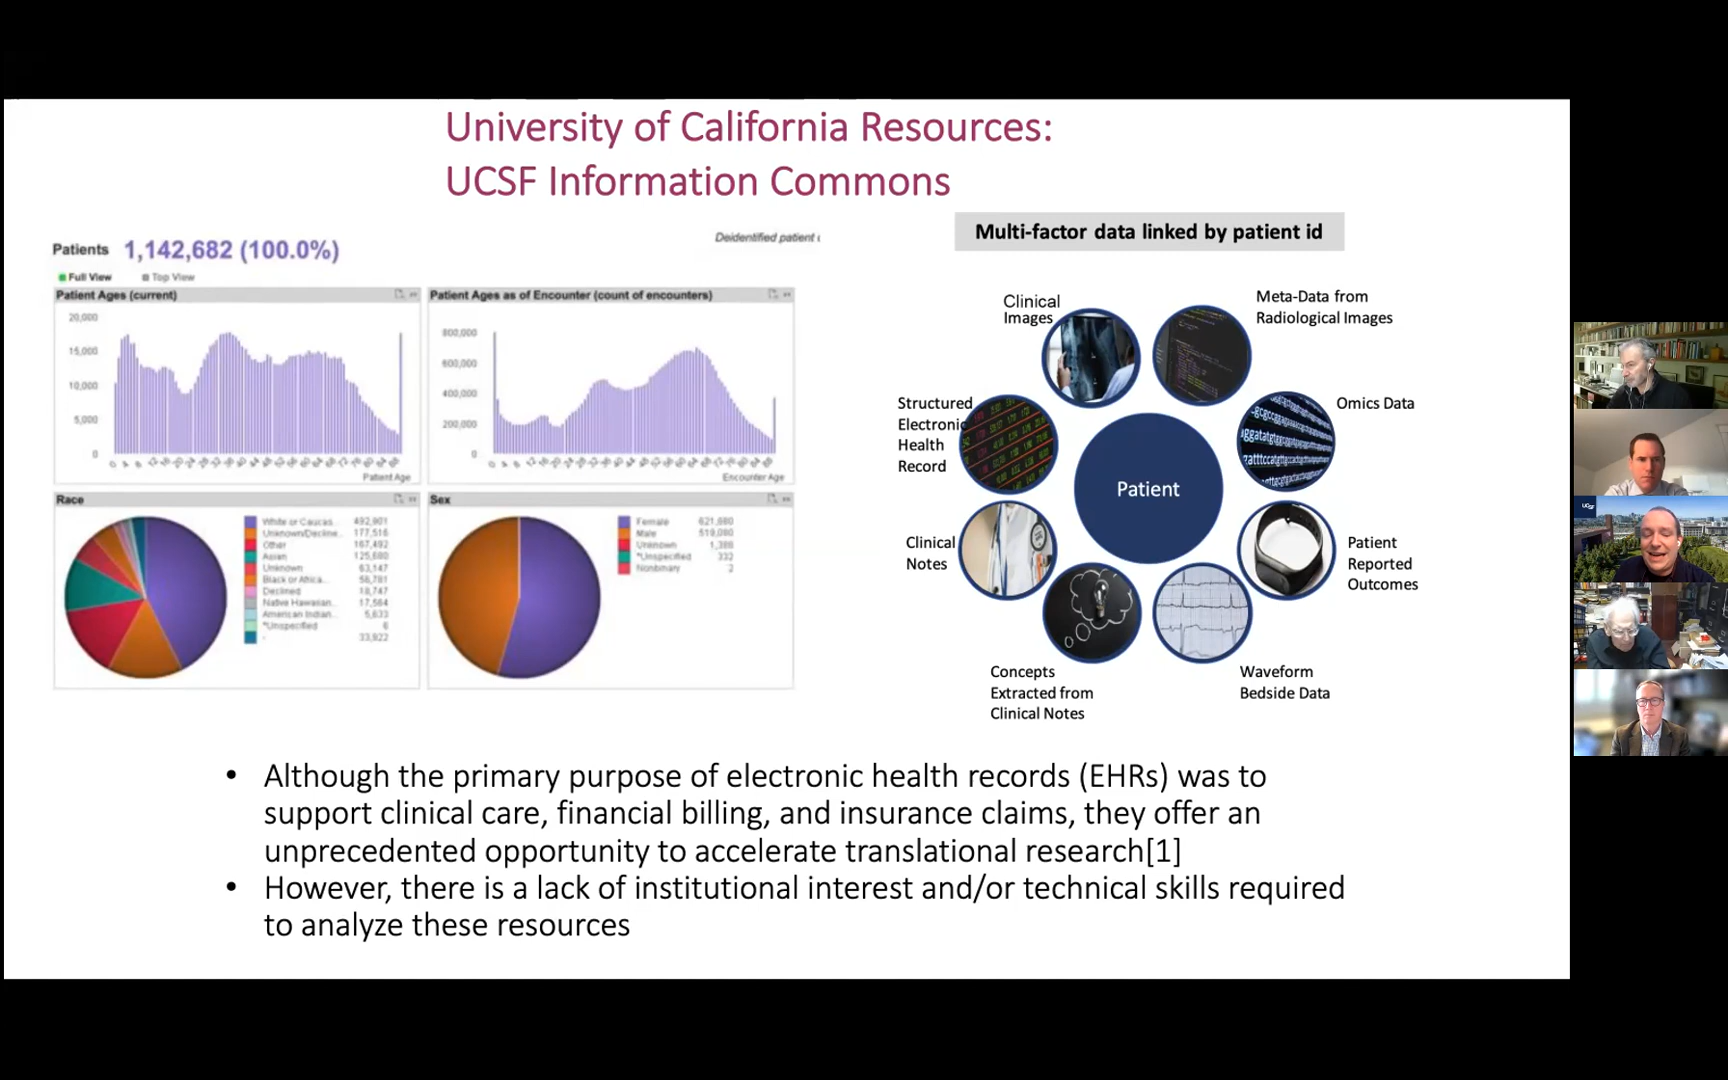 University of California Resources:
UCSF Information Commons
Patients 1,142,682 (100.0%)
Deidentified patient
Full View Top View
Patient Ages (current)
20,000
15,000
10,000
5,000
0
Patient Age
Patient Ages as of Encounter (count of encounters)
800,000
600,000
400,000
200,000
0
Encounter Age
Race
White or Caucas.. 492,901
Unknown/Decline.. 177,516
Other 167,492
Asian 125,680
Unknown 63,147
Black or Africa.. 56,781
Declined 18,747
Native Hawaiian.. 17,564
American Indian.. 5,633
*Unspecified 6
- 33,922
Sex
Female 621,880
Male 519,080
Unknown 1,388
*Unspecified 332
Nonbinary 2
Multi-factor data linked by patient id
Clinical
Images
Meta-Data from
Radiological Images
Structured
Electronic
Health
Record
Omics Data
Patient
Clinical
Notes
Patient
Reported
Outcomes
Concepts
Extracted from
Clinical Notes
Waveform
Bedside Data
• Although the primary purpose of electronic health records (EHRs) was to
support clinical care, financial billing, and insurance claims, they offer an
unprecedented opportunity to accelerate translational research[1]
• However, there is a lack of institutional interest and/or technical skills required
to analyze these resources
UCSF